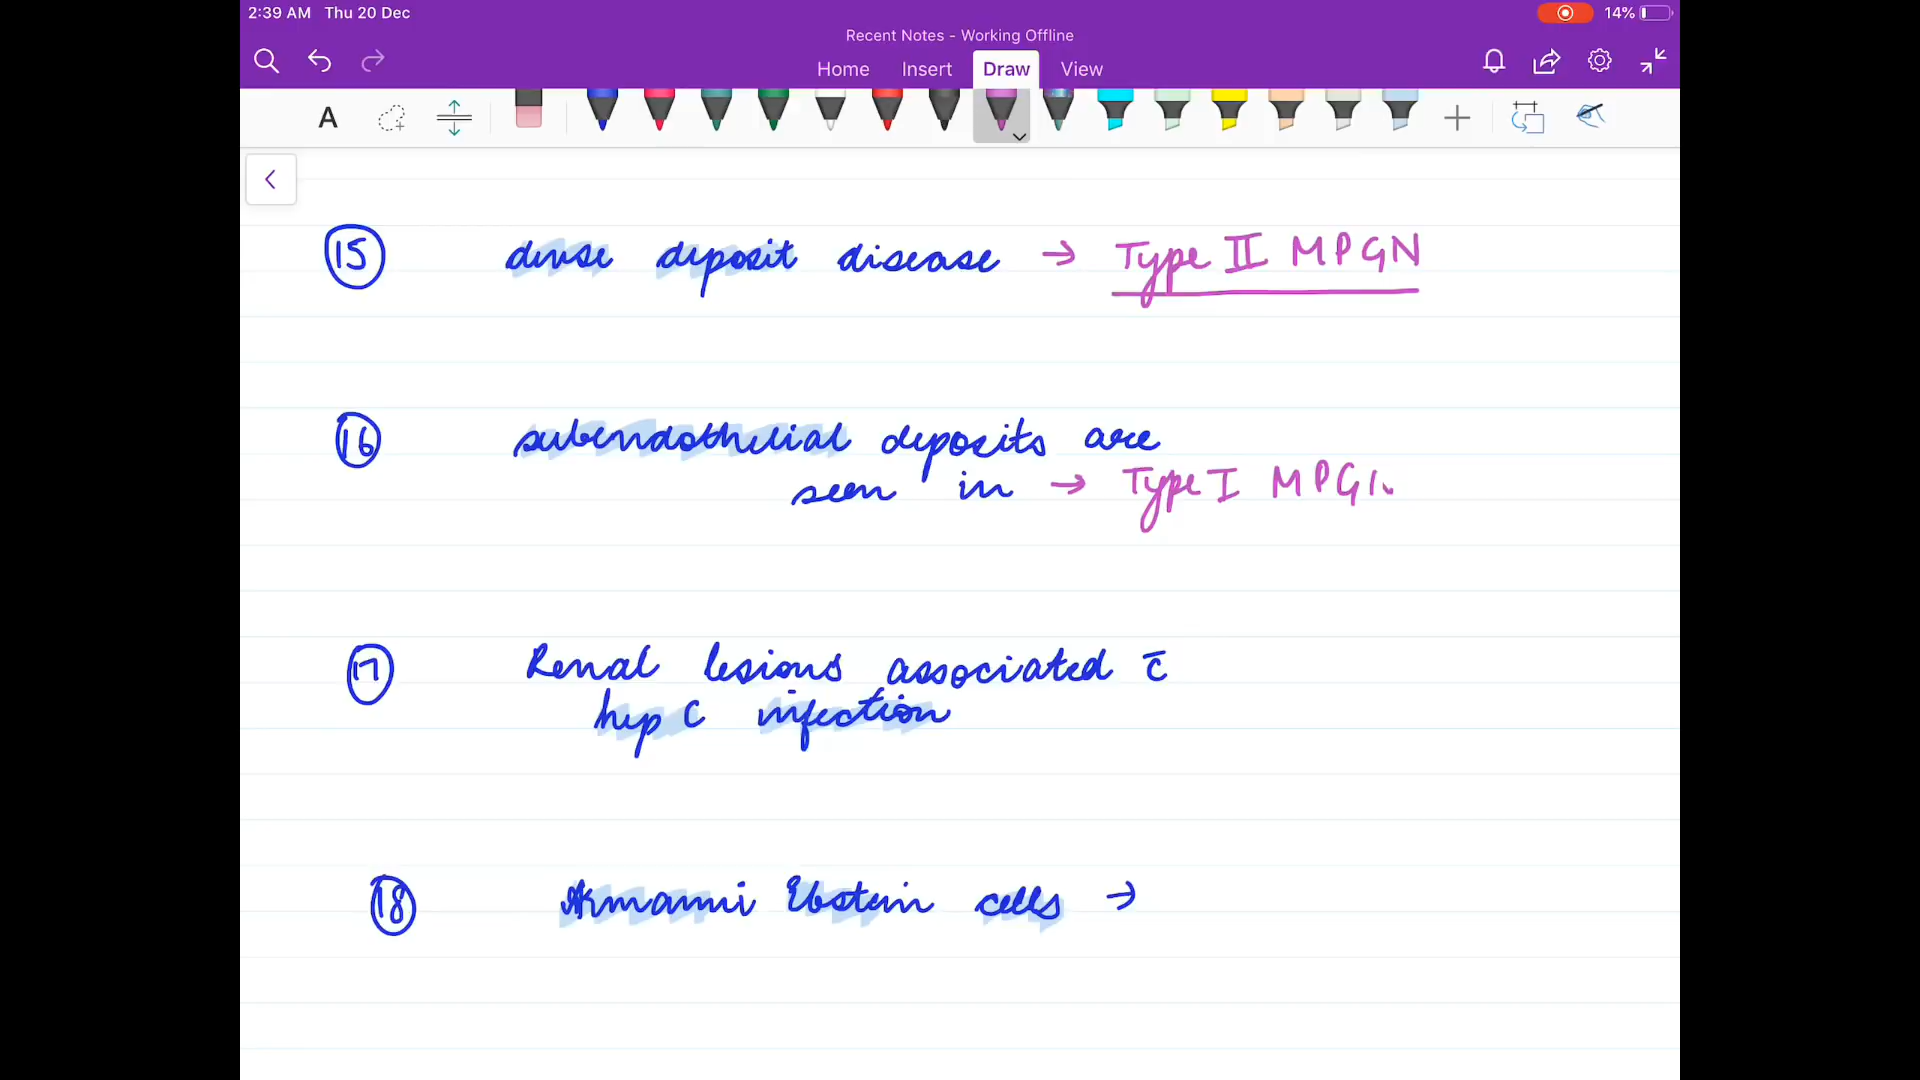 2:39 AM Thu 20 Dec
14%
Recent Notes - Working Offline
Home Insert Draw View
A
15 dense deposit disease → Type II MPGN
16 subendothelial deposits are
seen in → Type I MPG
17 Renal lesions associated c̄
hep C infection
18 Armanni Ebstein cells →